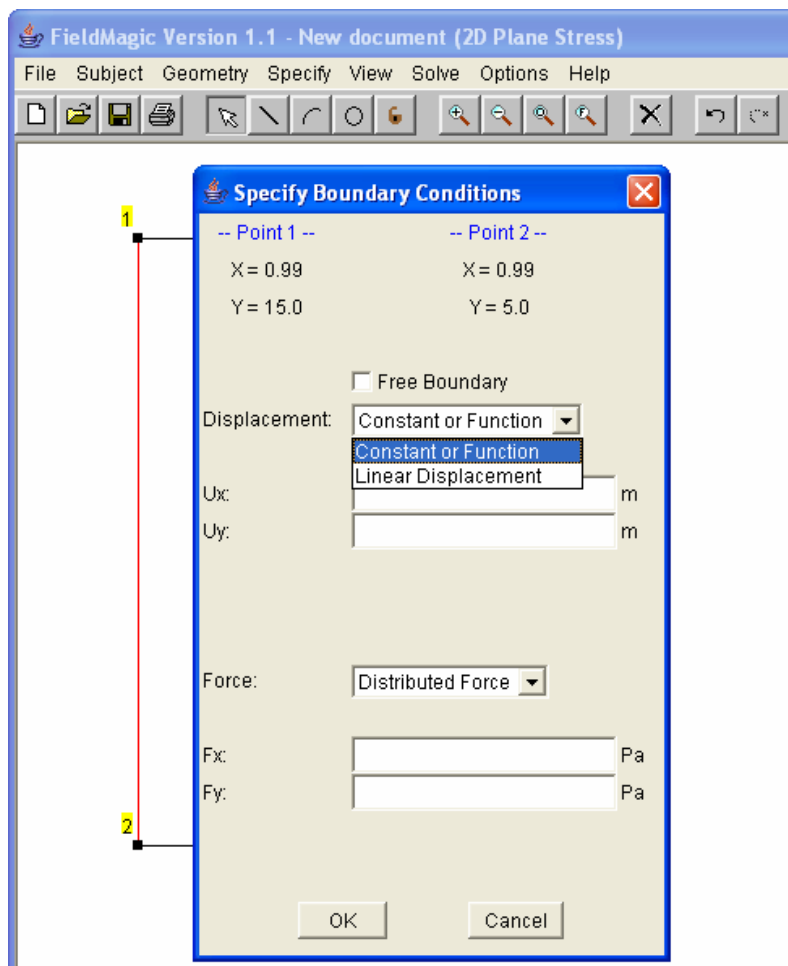 FieldMagic Version 1.1 - New document (2D Plane Stress)
File Subject Geometry Specify View Solve Options Help
Specify Boundary Conditions
1
-- Point 1 -- -- Point 2 --
X = 0.99 X = 0.99
Y = 15.0 Y = 5.0
Free Boundary
Displacement: Constant or Function
Constant or Function
Linear Displacement
Ux: m
Uy: m
Force: Distributed Force
Fx: Pa
Fy: Pa
2
OK Cancel